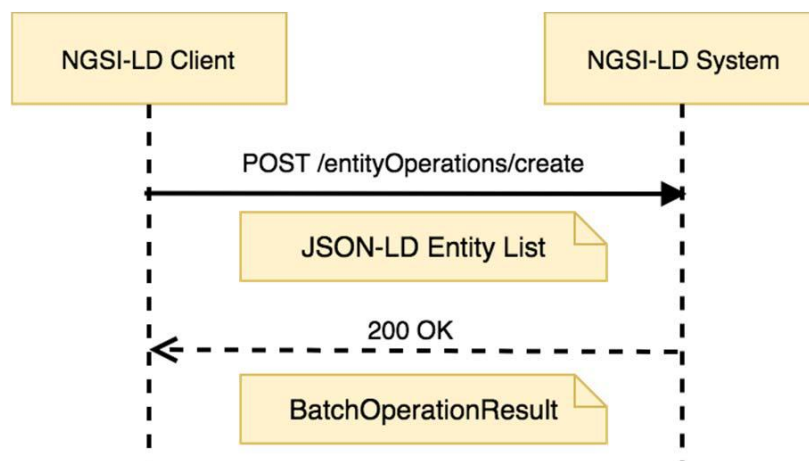 NGSI-LD Client
NGSI-LD System
POST /entityOperations/create
JSON-LD Entity List
200 OK
BatchOperationResult